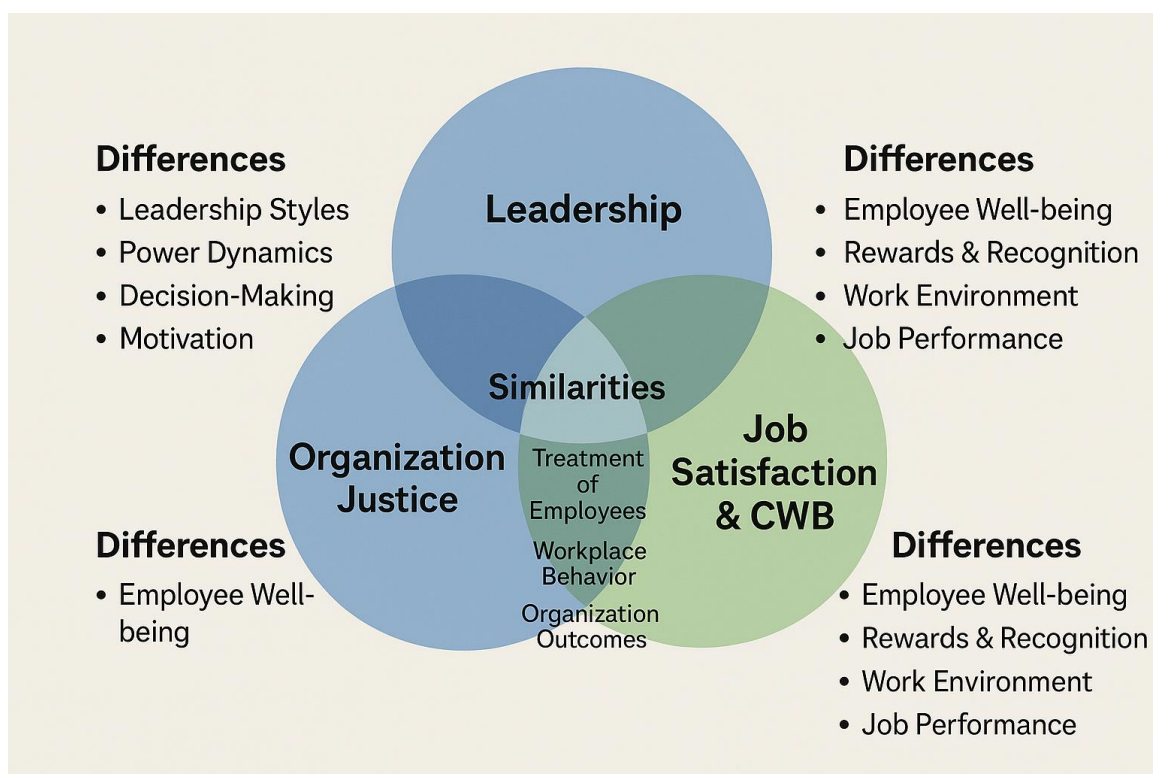 Differences
• Leadership Styles
• Power Dynamics
• Decision-Making
• Motivation
Leadership
Differences
• Employee Well-being
• Rewards & Recognition
• Work Environment
• Job Performance
Similarities
Organization
Justice
Treatment
of
Employees
Workplace
Behavior
Organization
Outcomes
Job
Satisfaction
& CWB
Differences
• Employee Well-
being
Differences
• Employee Well-being
• Rewards & Recognition
• Work Environment
• Job Performance